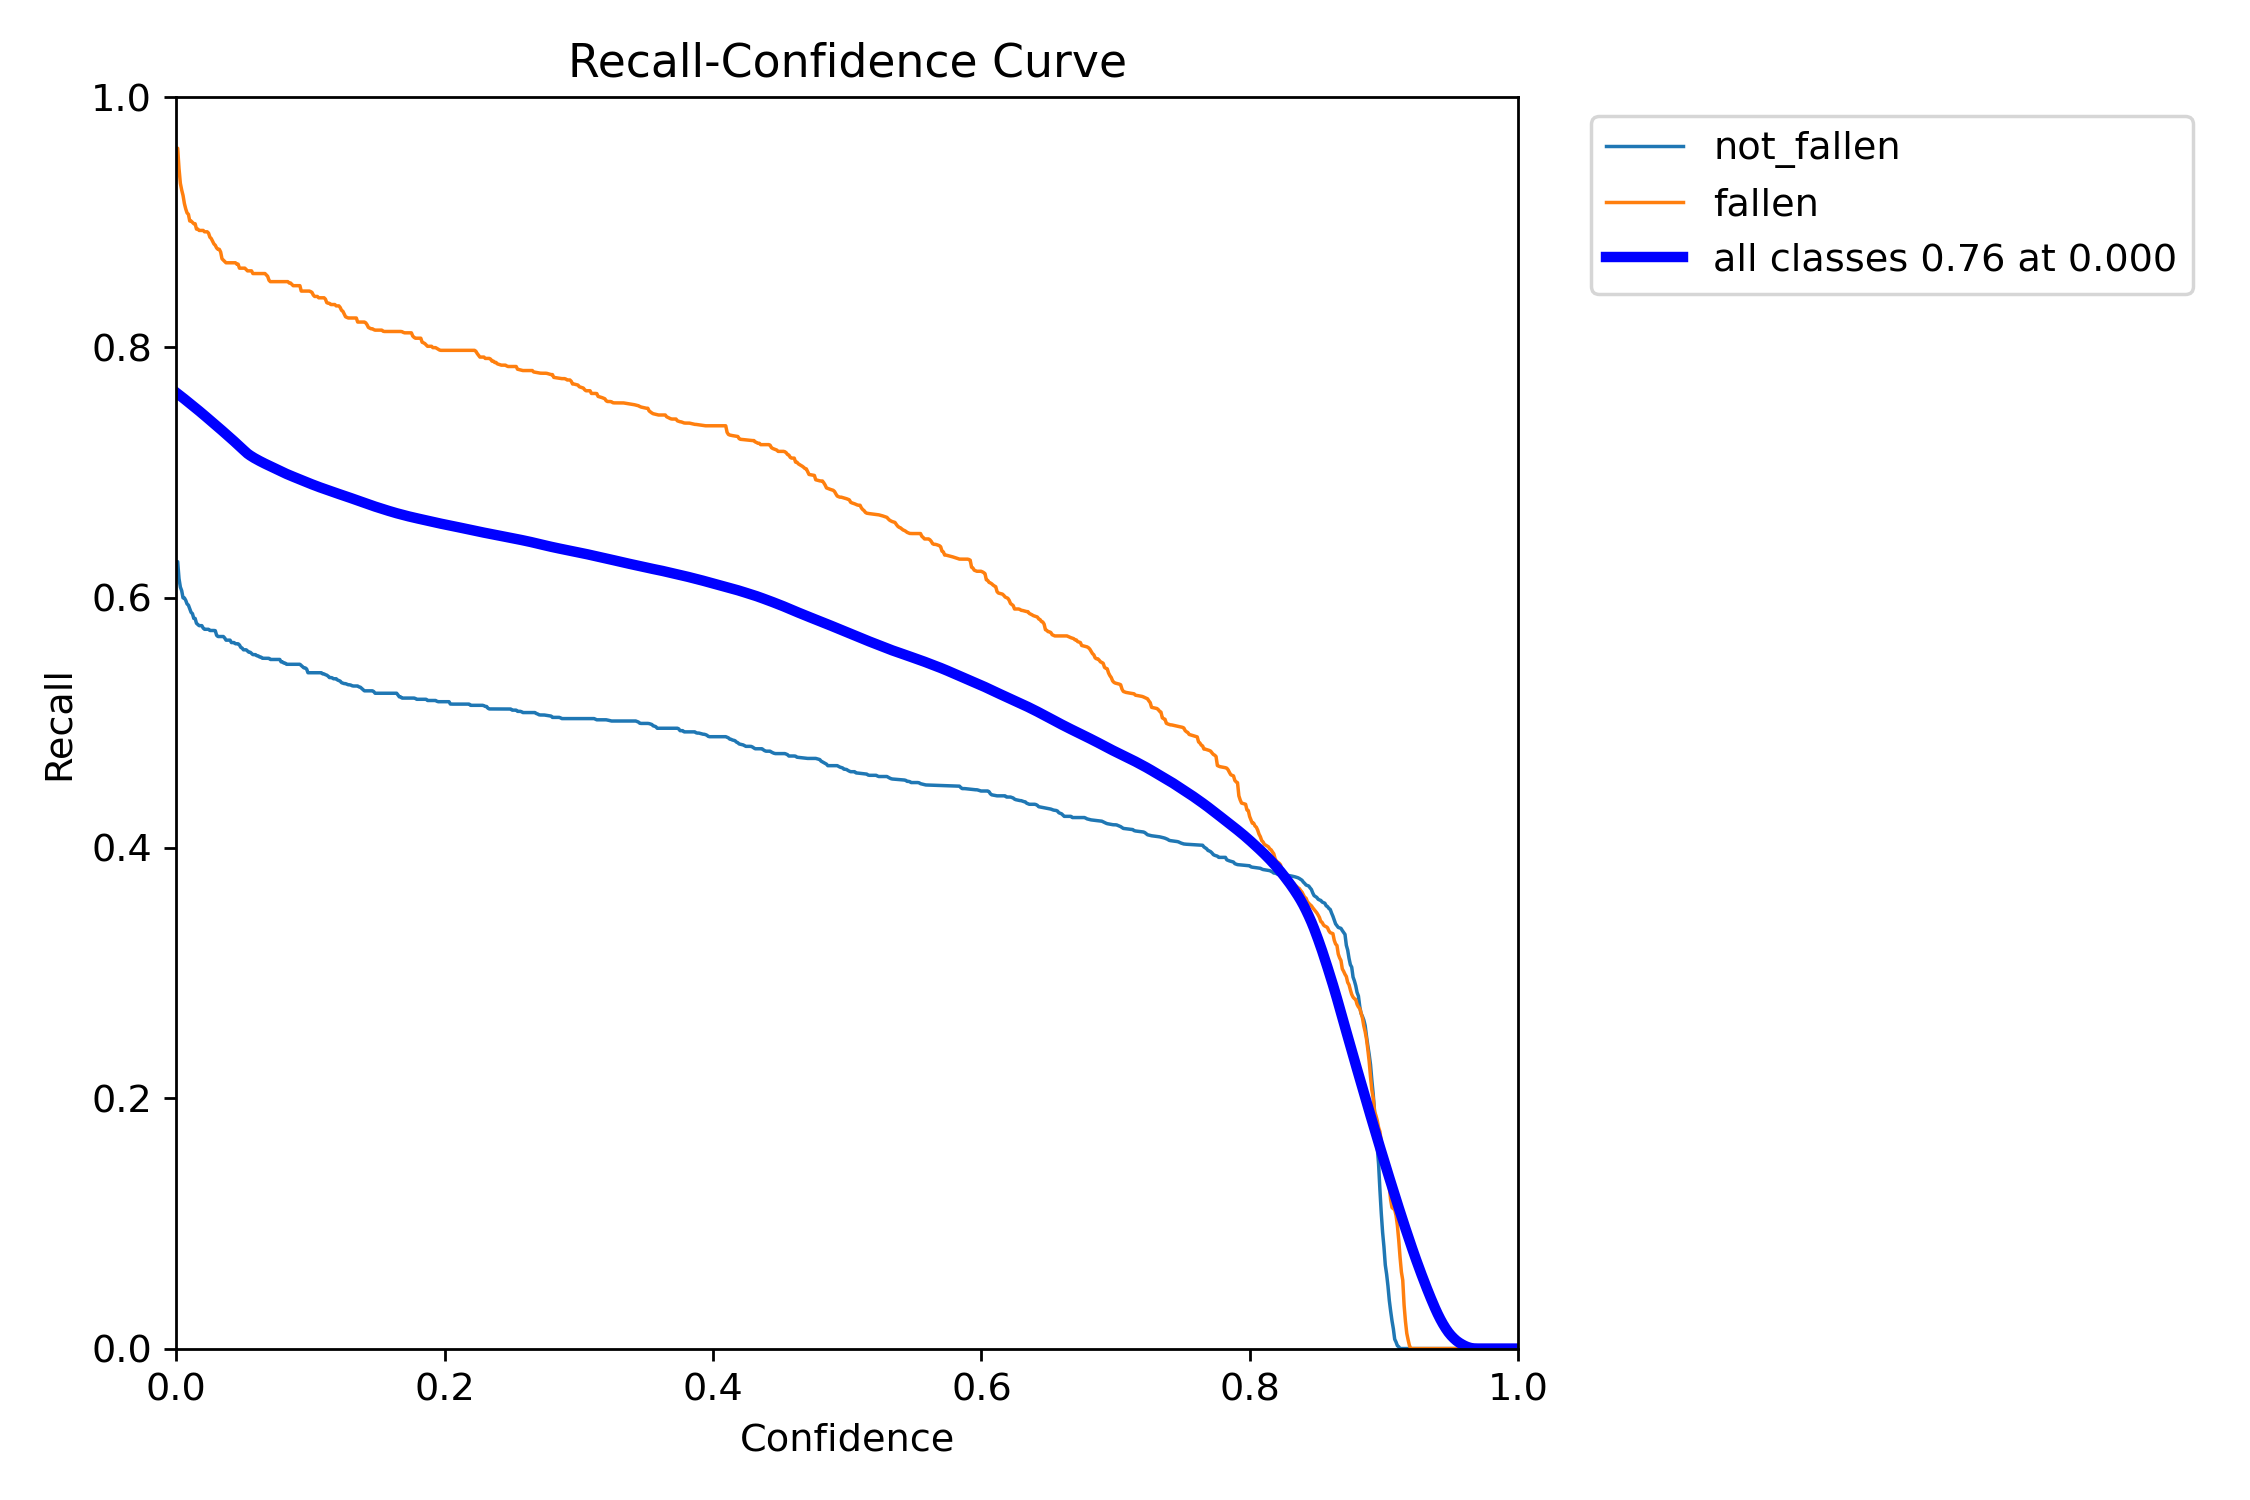 Recall-Confidence Curve
1.0
0.8
0.6
0.4
0.2
0.0
Recall
0.0 0.2 0.4 0.6 0.8 1.0
Confidence
not_fallen
fallen
all classes 0.76 at 0.000